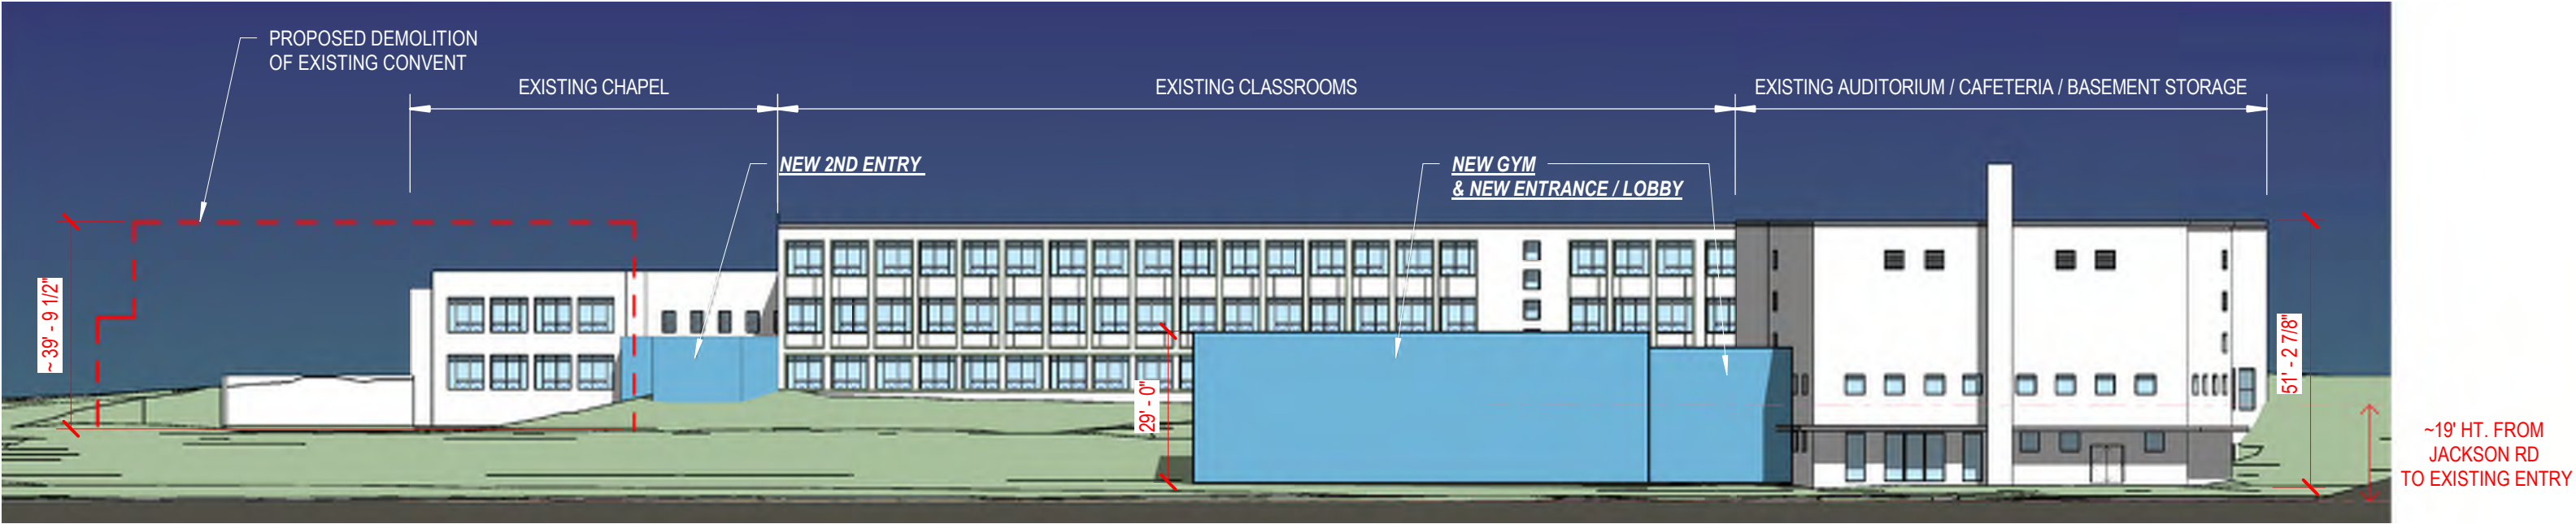 PROPOSED DEMOLITION
OF EXISTING CONVENT
EXISTING CHAPEL
EXISTING CLASSROOMS
EXISTING AUDITORIUM / CAFETERIA / BASEMENT STORAGE
NEW 2ND ENTRY
NEW GYM
& NEW ENTRANCE / LOBBY
~ 39' - 9 1/2"
29' - 0"
51' - 2 7/8"
~19' HT. FROM
JACKSON RD
TO EXISTING ENTRY